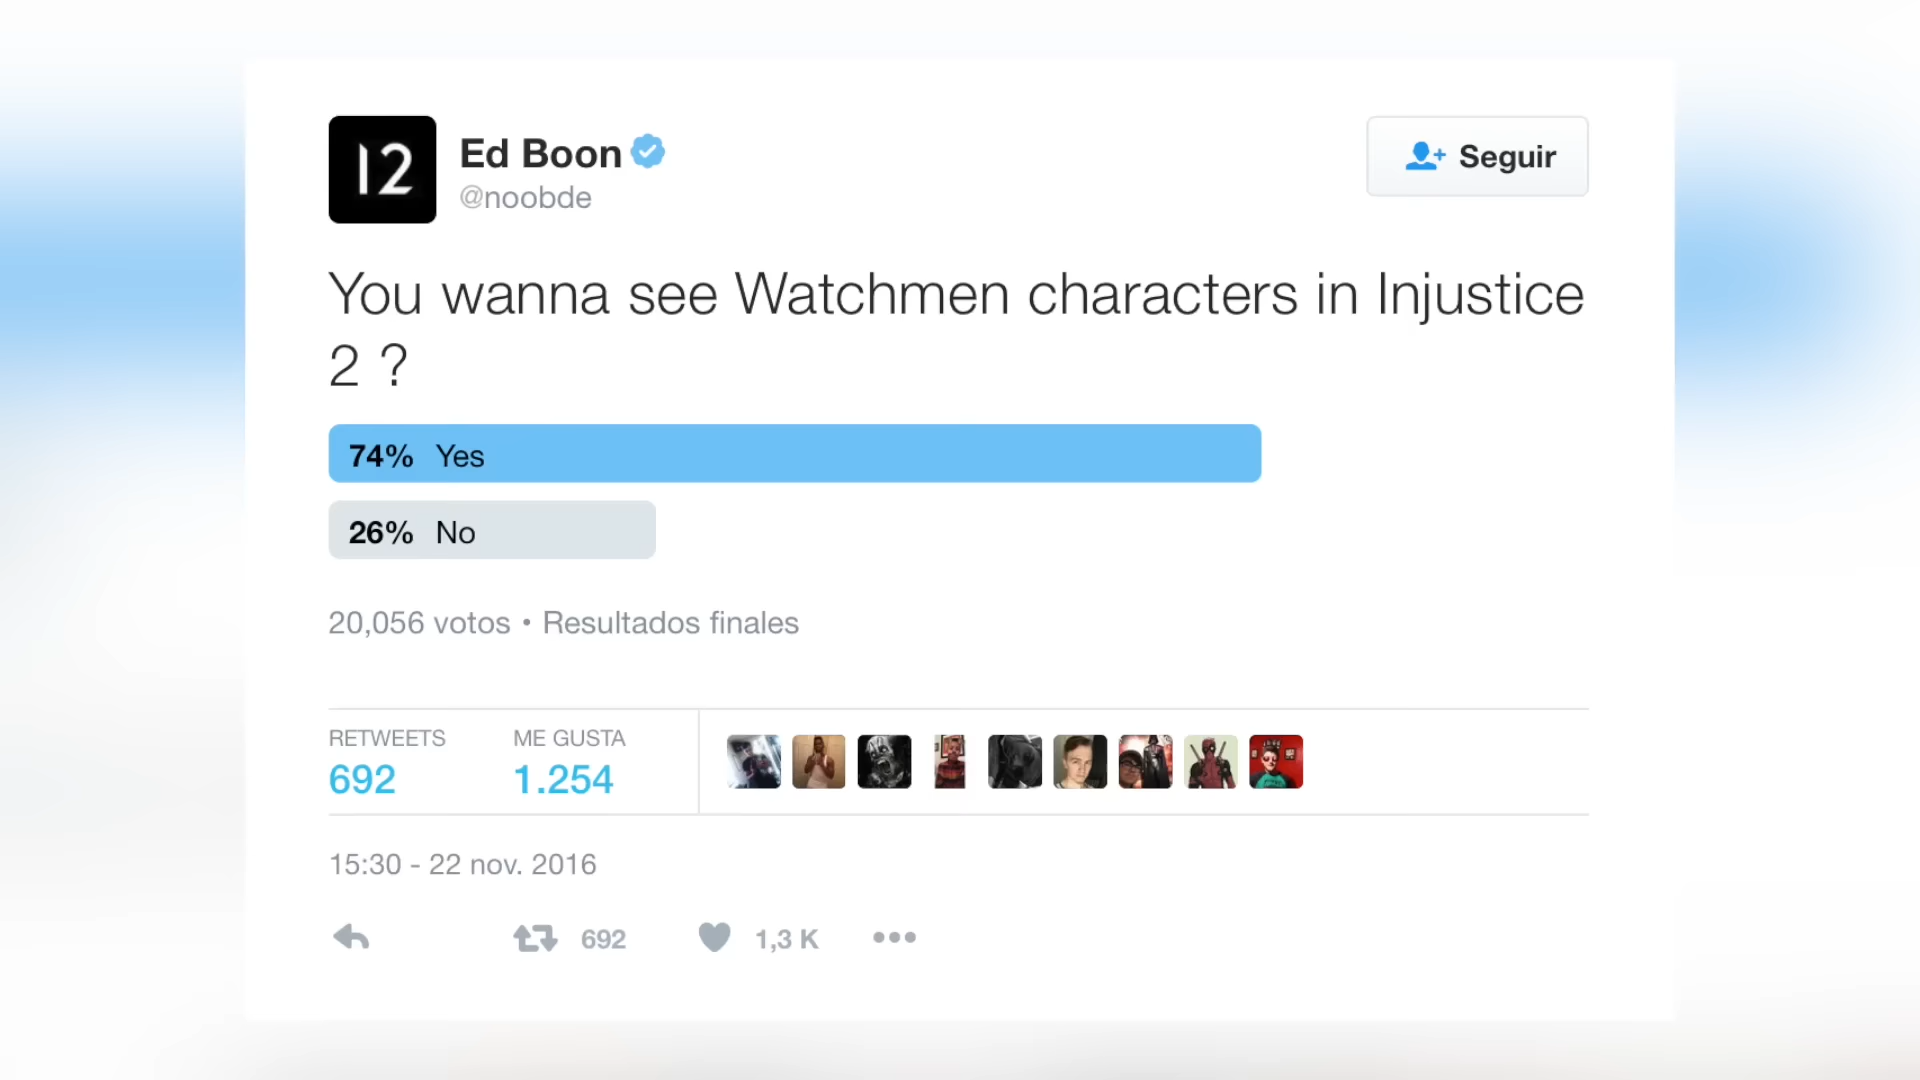 12
Ed Boon
@noobde
Seguir
You wanna see Watchmen characters in Injustice
2 ?
74% Yes
26% No
20,056 votos • Resultados finales
RETWEETS
692
ME GUSTA
1.254
15:30 - 22 nov. 2016
692
1,3 K